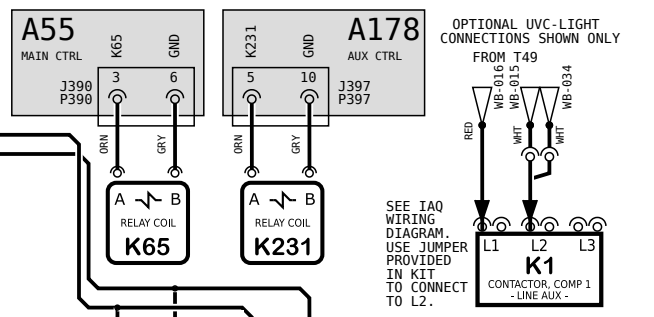 A55
MAIN CTRL
K65
GND
J390
P390
3
6
ORN
GRY
A B
RELAY COIL
K65
A178
AUX CTRL
K231
GND
5
10
J397
P397
ORN
GRY
A B
RELAY COIL
K231
OPTIONAL UVC-LIGHT
CONNECTIONS SHOWN ONLY
FROM T49
WB-016
WB-015
WB-034
RED
WHT
WHT
SEE IAQ
WIRING
DIAGRAM.
USE JUMPER
PROVIDED
IN KIT
TO CONNECT
TO L2.
L1 L2 L3
K1
CONTACTOR, COMP 1
- LINE AUX -